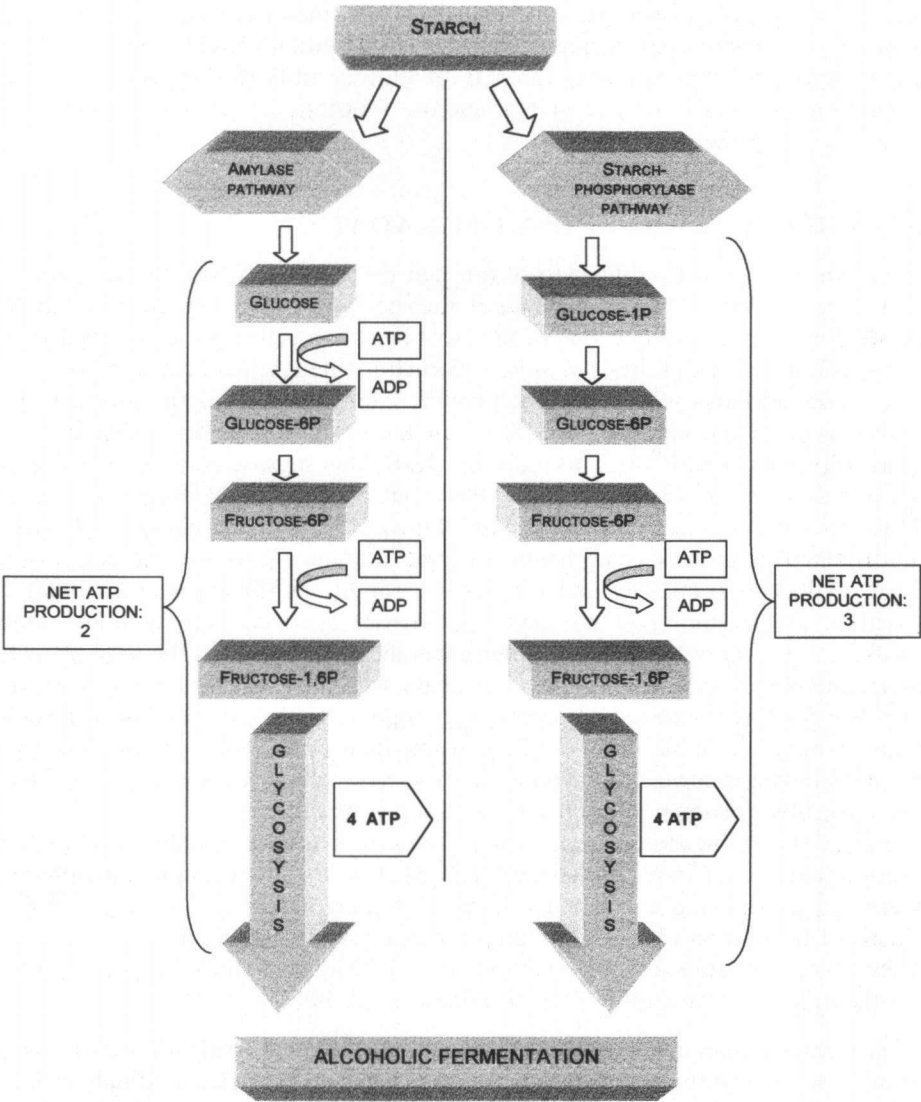 STARCH
AMYLASE
PATHWAY
STARCH-
PHOSPHORYLASE
PATHWAY
GLUCOSE
GLUCOSE-1P
ATP
ADP
GLUCOSE-6P
GLUCOSE-6P
FRUCTOSE-6P
FRUCTOSE-6P
ATP
ADP
ATP
ADP
NET ATP
PRODUCTION:
2
NET ATP
PRODUCTION:
3
FRUCTOSE-1,6P
FRUCTOSE-1,6P
GLYCOSYSIS
4 ATP
GLYCOSYSIS
4 ATP
ALCOHOLIC FERMENTATION